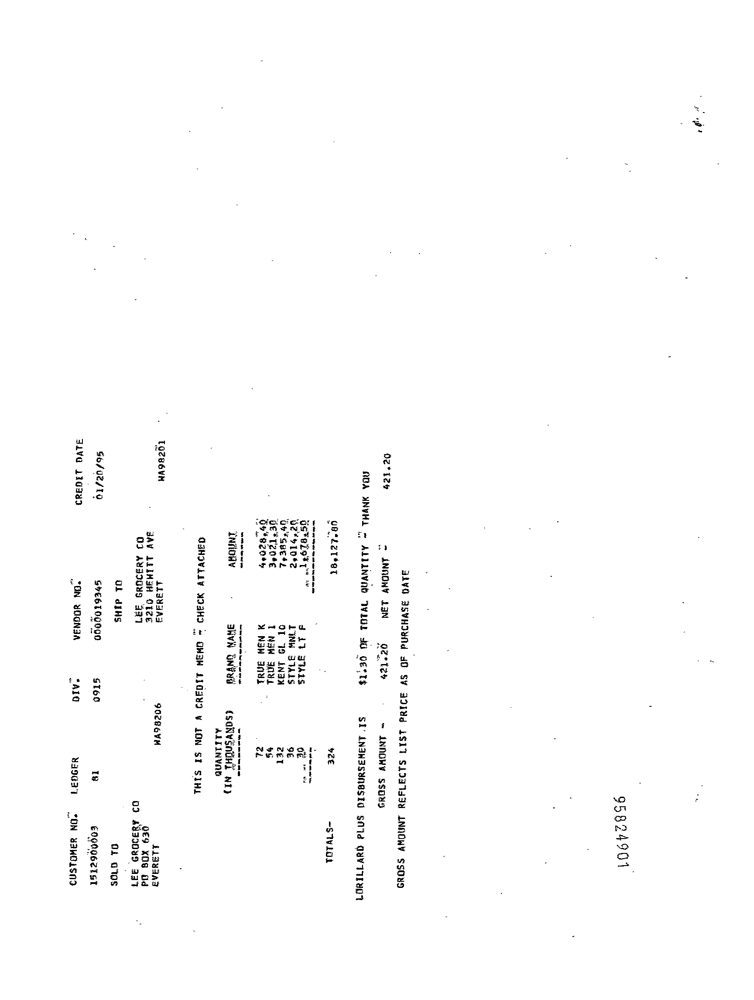 CUSTOMER NO. LEDGER DIV. VENDOR NO. CREDIT DATE
1512900003 81 0915 0000019345 01/20/95
SOLD TO SHIP TO
LEE GROCERY CO LEE GROCERY CO
PO BOX 630 3210 HEWITT AVE
EVERETT WA98206 EVERETT WA98201
THIS IS NOT A CREDIT MEMO - CHECK ATTACHED
QUANTITY
(IN THOUSANDS) BRAND NAME AMOUNT
72 TRUE MEN K 4,028.40
54 TRUE MEN 1 3,021.30
132 KENT GL 10 7,385.40
36 STYLE MNLT 2,014.20
30 STYLE LT F 1,678.50
TOTALS- 324 18,127.80
LORILLARD PLUS DISBURSEMENT IS $1.30 OF TOTAL QUANTITY - THANK YOU
GROSS AMOUNT - 421.20 NET AMOUNT - 421.20
GROSS AMOUNT REFLECTS LIST PRICE AS OF PURCHASE DATE
95824901